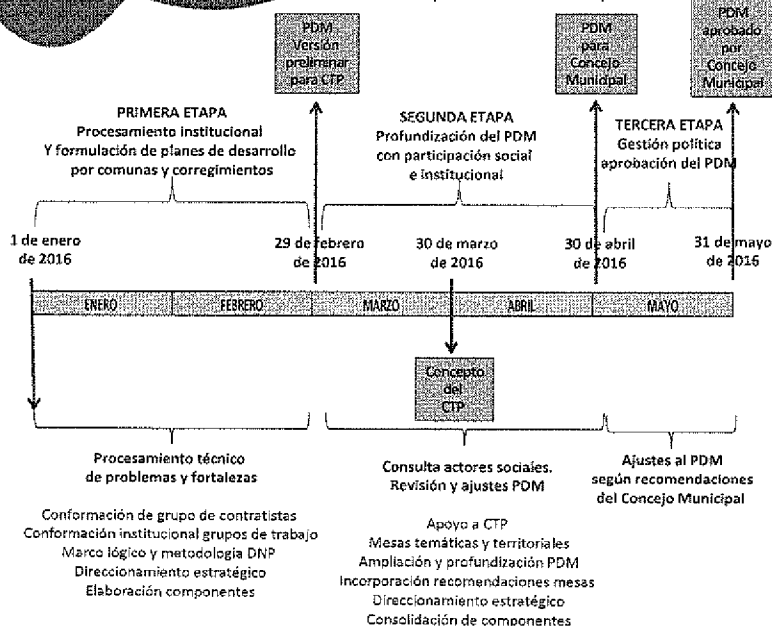 PDM
Versión
preliminar
para CTP
PDM
para
Concejo
Municipal
PDM
aprobado
por
Concejo
Municipal
PRIMERA ETAPA
Procesamiento institucional
Y formulación de planes de desarrollo
por comunas y corregimientos
SEGUNDA ETAPA
Profundización del PDM
con participación social
e institucional
TERCERA ETAPA
Gestión política
aprobación del PDM
1 de enero
de 2016
29 de febrero
de 2016
30 de marzo
de 2016
30 de abril
de 2016
31 de mayo
de 2016
ENERO
FEBRERO
MARZO
ABRIL
MAYO
Concepto
del
CTP
Procesamiento técnico
de problemas y fortalezas
Conformación de grupo de contratistas
Conformación institucional grupos de trabajo
Marco lógico y metodología DNP
Direccionamiento estratégico
Elaboración componentes
Consulta actores sociales.
Revisión y ajustes PDM
Apoyo a CTP
Mesas temáticas y territoriales
Ampliación y profundización PDM
Incorporación recomendaciones mesas
Direccionamiento estratégico
Consolidación de componentes
Ajustes al PDM
según recomendaciones
del Concejo Municipal